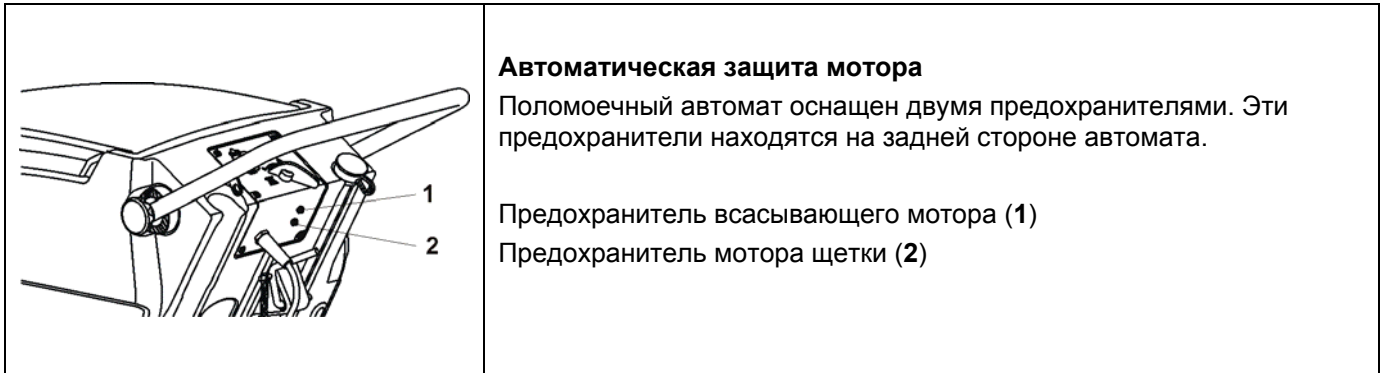 1
2
Автоматическая защита мотора
Поломоечный автомат оснащен двумя предохранителями. Эти
предохранители находятся на задней стороне автомата.
Предохранитель всасывающего мотора (1)
Предохранитель мотора щетки (2)